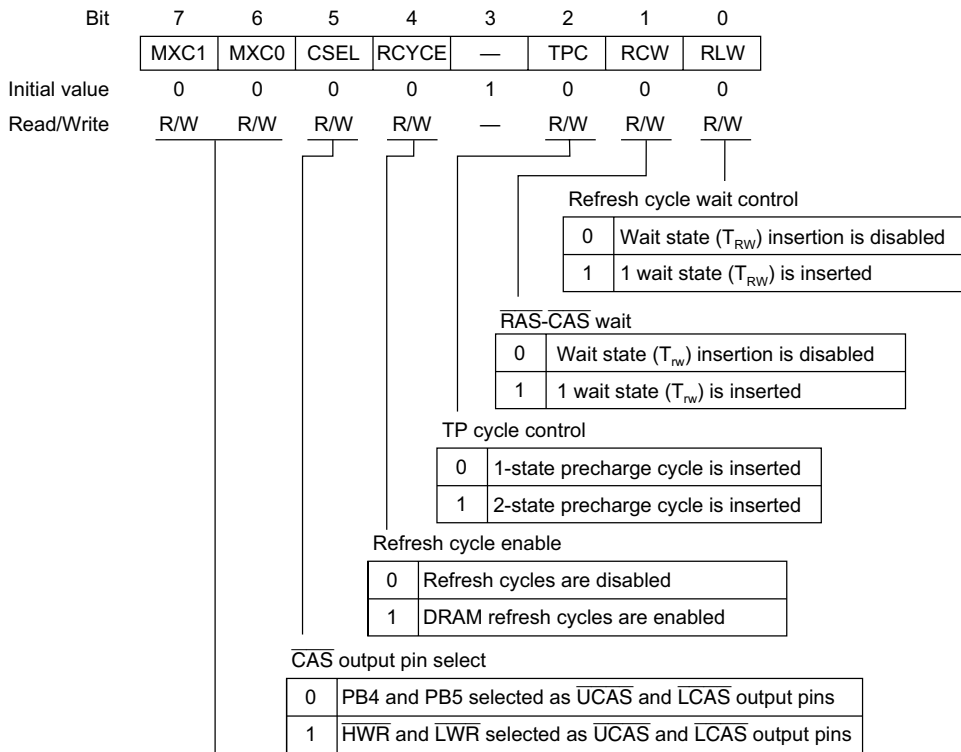 Bit 7 6 5 4 3 2 1 0
MXC1 MXC0 CSEL RCYCE — TPC RCW RLW
Initial value 0 0 0 0 1 0 0 0
Read/Write R/W R/W R/W R/W — R/W R/W R/W
Refresh cycle wait control
0 Wait state (TRW) insertion is disabled
1 1 wait state (TRW) is inserted
RAS-CAS wait
0 Wait state (Trw) insertion is disabled
1 1 wait state (Trw) is inserted
TP cycle control
0 1-state precharge cycle is inserted
1 2-state precharge cycle is inserted
Refresh cycle enable
0 Refresh cycles are disabled
1 DRAM refresh cycles are enabled
CAS output pin select
0 PB4 and PB5 selected as UCAS and LCAS output pins
1 HWR and LWR selected as UCAS and LCAS output pins